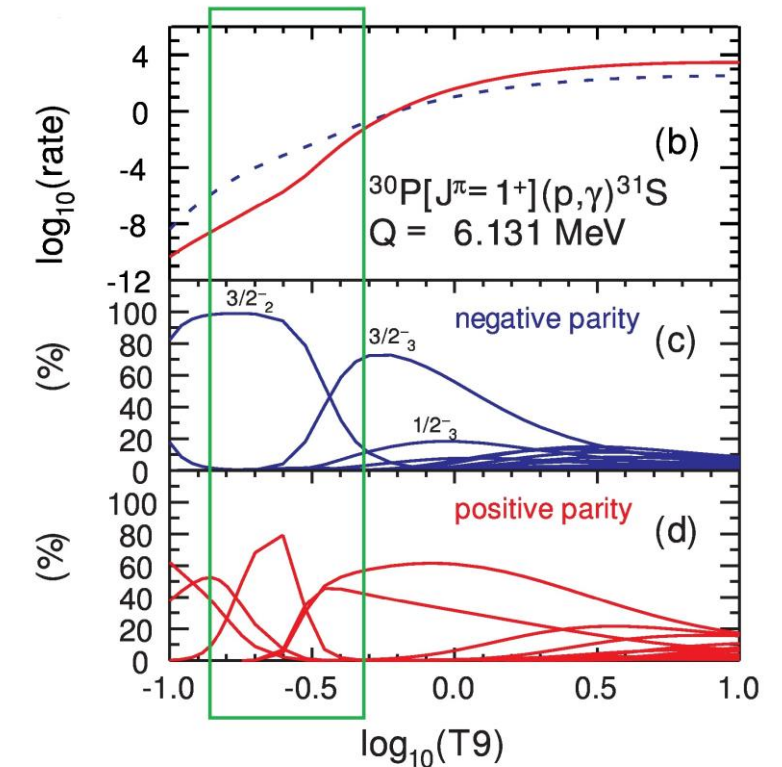 4
0
-4
-8
-12
log10(rate)
(b)
³⁰P[Jπ= 1⁺](p,γ)³¹S
Q = 6.131 MeV
100
80
60
40
20
0
(%)
3/2⁻₂
3/2⁻₃
1/2⁻₃
negative parity
(c)
100
80
60
40
20
0
(%)
positive parity
(d)
-1.0 -0.5 0.0 0.5 1.0
log₁₀(T9)